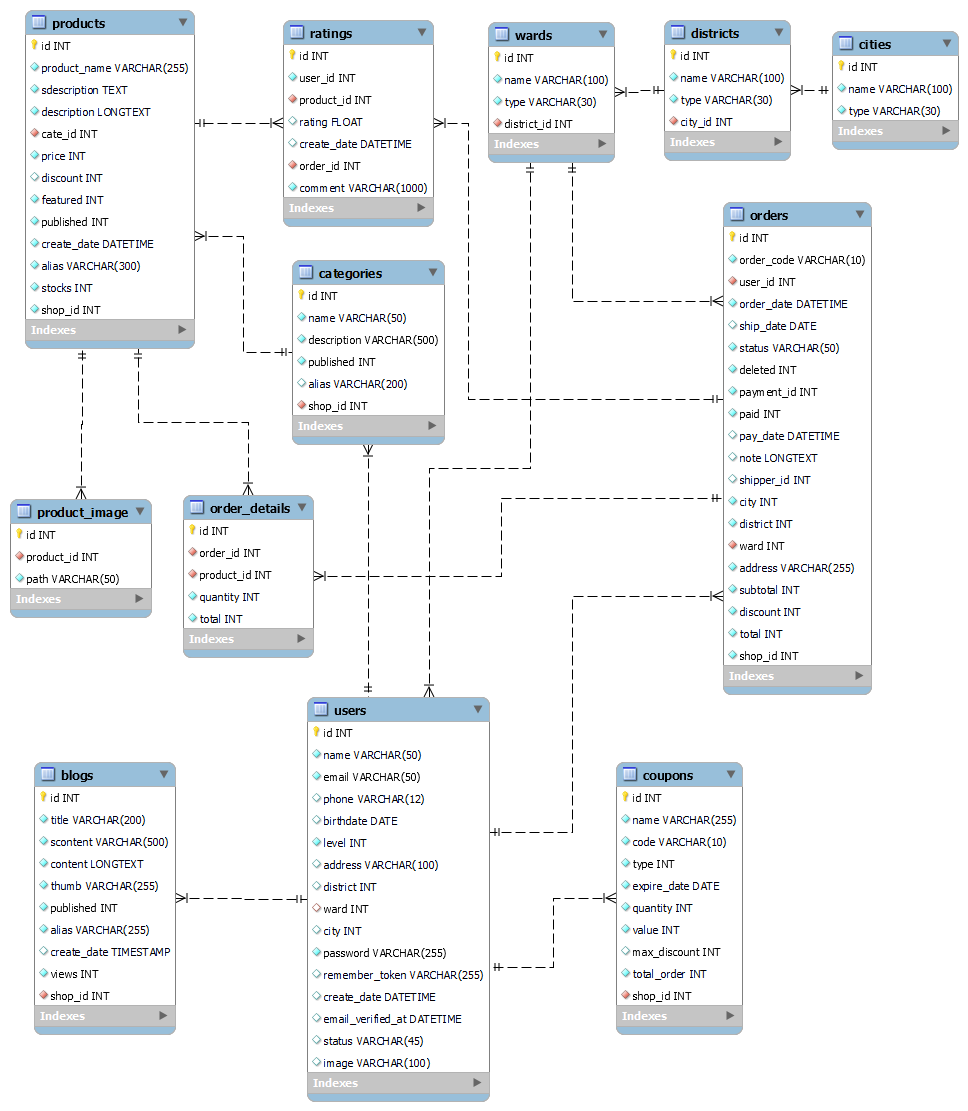 products
id INT
product_name VARCHAR(255)
sdescription TEXT
description LONGTEXT
cate_id INT
price INT
discount INT
featured INT
published INT
create_date DATETIME
alias VARCHAR(300)
stocks INT
shop_id INT
Indexes
ratings
id INT
user_id INT
product_id INT
rating FLOAT
create_date DATETIME
order_id INT
comment VARCHAR(1000)
Indexes
wards
id INT
name VARCHAR(100)
type VARCHAR(30)
district_id INT
Indexes
districts
id INT
name VARCHAR(100)
type VARCHAR(30)
city_id INT
Indexes
cities
id INT
name VARCHAR(100)
type VARCHAR(30)
Indexes
categories
id INT
name VARCHAR(50)
description VARCHAR(500)
published INT
alias VARCHAR(200)
shop_id INT
Indexes
orders
id INT
order_code VARCHAR(10)
user_id INT
order_date DATETIME
ship_date DATE
status VARCHAR(50)
deleted INT
payment_id INT
paid INT
pay_date DATETIME
note LONGTEXT
shipper_id INT
city INT
district INT
ward INT
address VARCHAR(255)
subtotal INT
discount INT
total INT
shop_id INT
Indexes
product_image
id INT
product_id INT
path VARCHAR(50)
Indexes
order_details
id INT
order_id INT
product_id INT
quantity INT
total INT
Indexes
users
id INT
name VARCHAR(50)
email VARCHAR(50)
phone VARCHAR(12)
birthdate DATE
level INT
address VARCHAR(100)
district INT
ward INT
city INT
password VARCHAR(255)
remember_token VARCHAR(255)
create_date DATETIME
email_verified_at DATETIME
status VARCHAR(45)
image VARCHAR(100)
Indexes
blogs
id INT
title VARCHAR(200)
scontent VARCHAR(500)
content LONGTEXT
thumb VARCHAR(255)
published INT
alias VARCHAR(255)
create_date TIMESTAMP
views INT
shop_id INT
Indexes
coupons
id INT
name VARCHAR(255)
code VARCHAR(10)
type INT
expire_date DATE
quantity INT
value INT
max_discount INT
total_order INT
shop_id INT
Indexes